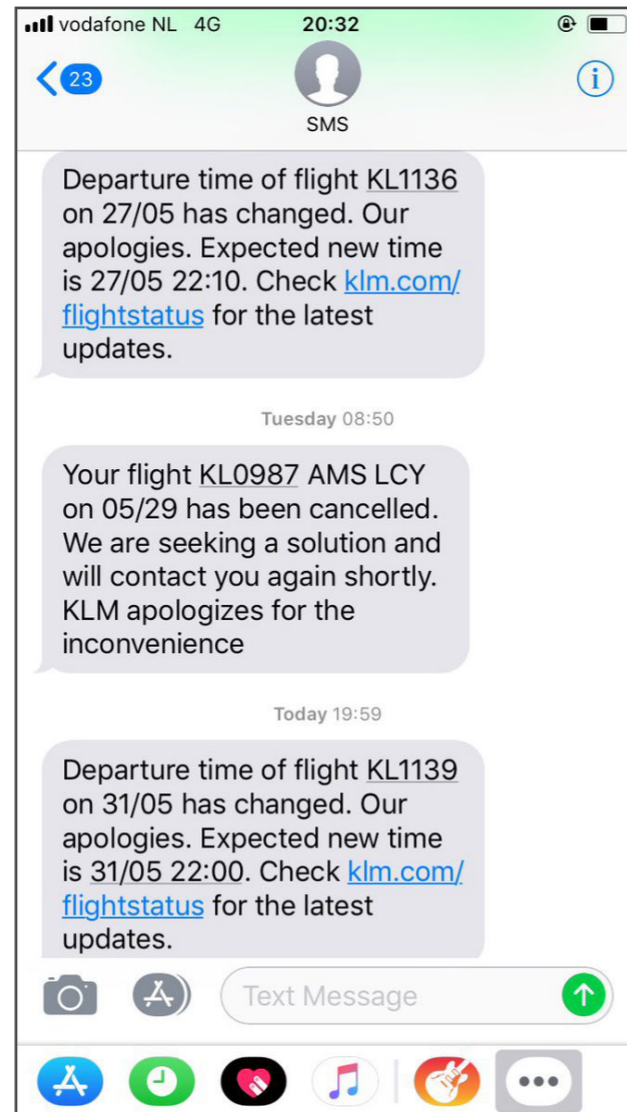 vodafone NL 4G 20:32
23
SMS
Departure time of flight KL1136
on 27/05 has changed. Our
apologies. Expected new time
is 27/05 22:10. Check klm.com/
flightstatus for the latest
updates.
Tuesday 08:50
Your flight KL0987 AMS LCY
on 05/29 has been cancelled.
We are seeking a solution and
will contact you again shortly.
KLM apologizes for the
inconvenience
Today 19:59
Departure time of flight KL1139
on 31/05 has changed. Our
apologies. Expected new time
is 31/05 22:00. Check klm.com/
flightstatus for the latest
updates.
Text Message